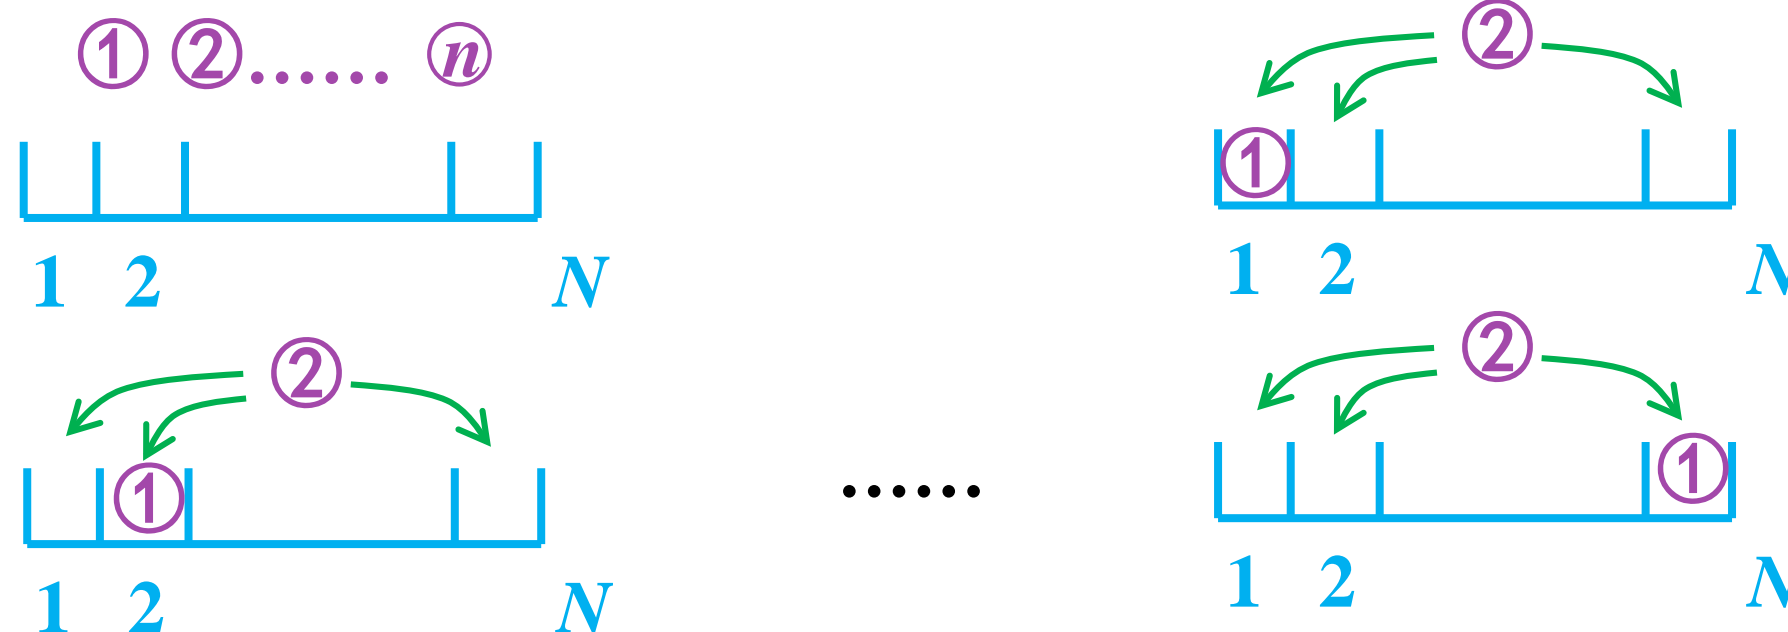 ① ② …… ⓝ
1 2 N
②
①
1 2 N
②
①
1 2 N
……
②
①
1 2 N